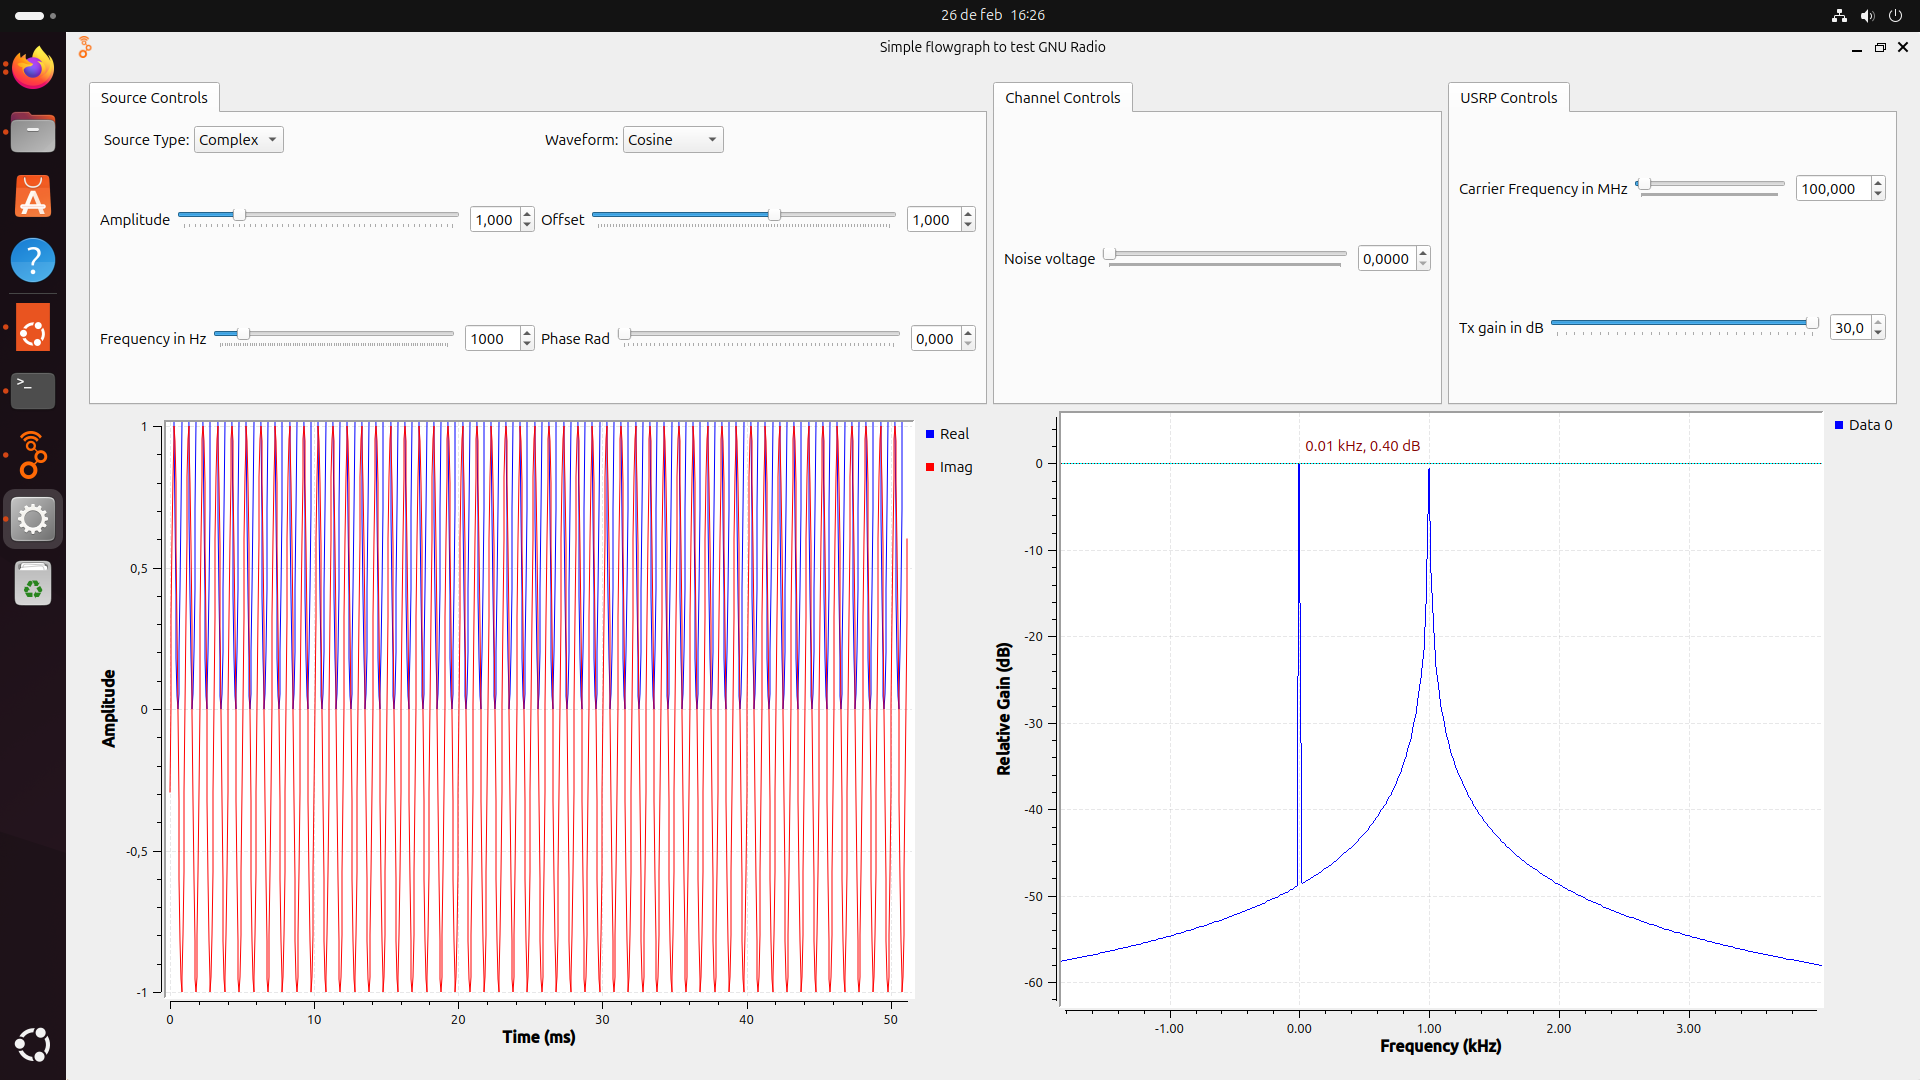 26 de feb 16:26
Simple flowgraph to test GNU Radio
Source Controls
Channel Controls
USRP Controls
Source Type: Complex
Waveform: Cosine
Carrier Frequency in MHz 100,000
Amplitude 1,000 Offset 1,000
Noise voltage 0,0000
Tx gain in dB 30,0
Frequency in Hz 1000 Phase Rad 0,000
1
0,5
0
-0,5
-1
Amplitude
0 10 20 30 40 50
Time (ms)
Real
Imag
0.01 kHz, 0.40 dB
0
-10
-20
-30
-40
-50
-60
Relative Gain (dB)
-1.00 0.00 1.00 2.00 3.00
Frequency (kHz)
Data 0